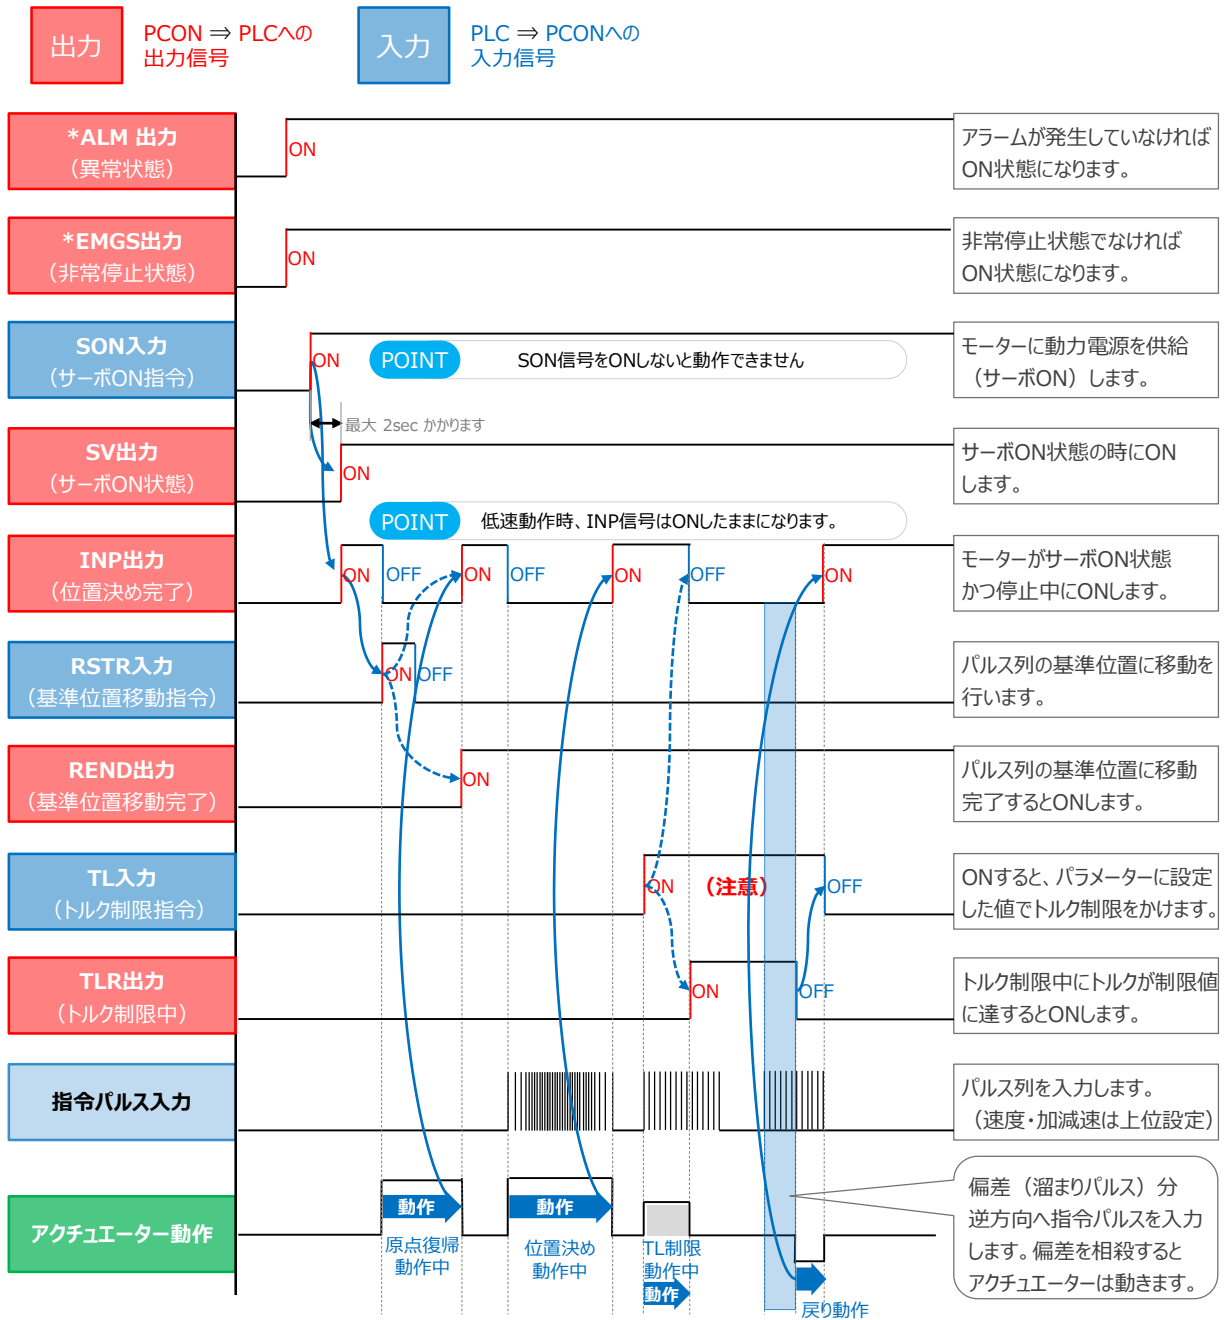 出力
PCON ⇒ PLCへの
出力信号
入力
PLC ⇒ PCONへの
入力信号
*ALM 出力
（異常状態）
ON
アラームが発生していなければ
ON状態になります。
*EMGS出力
（非常停止状態）
ON
非常停止状態でなければ
ON状態になります。
SON入力
（サーボON指令）
ON
POINT
SON信号をONしないと動作できません
モーターに動力電源を供給
（サーボON）します。
最大 2sec かかります
SV出力
（サーボON状態）
ON
サーボON状態の時にON
します。
POINT
低速動作時、INP信号はONしたままになります。
INP出力
（位置決め完了）
ON
OFF
ON
OFF
ON
OFF
ON
モーターがサーボON状態
かつ停止中にONします。
RSTR入力
（基準位置移動指令）
ON
OFF
パルス列の基準位置に移動を
行います。
REND出力
（基準位置移動完了）
ON
パルス列の基準位置に移動
完了するとONします。
TL入力
（トルク制限指令）
ON
（注意）
OFF
ONすると、パラメーターに設定
した値でトルク制限をかけます。
TLR出力
（トルク制限中）
ON
OFF
トルク制限中にトルクが制限値
に達するとONします。
指令パルス入力
パルス列を入力します。
（速度・加減速は上位設定）
アクチュエーター動作
動作
原点復帰
動作中
動作
位置決め
動作中
TL制限
動作中
動作
戻り動作
偏差（溜まりパルス）分
逆方向へ指令パルスを入力
します。偏差を相殺すると
アクチュエーターは動きます。